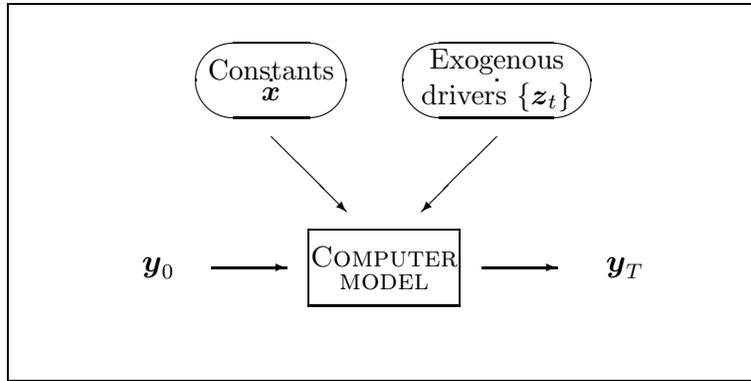 Constants
x
Exogenous
drivers {z_t}
y_0
COMPUTER
MODEL
y_T